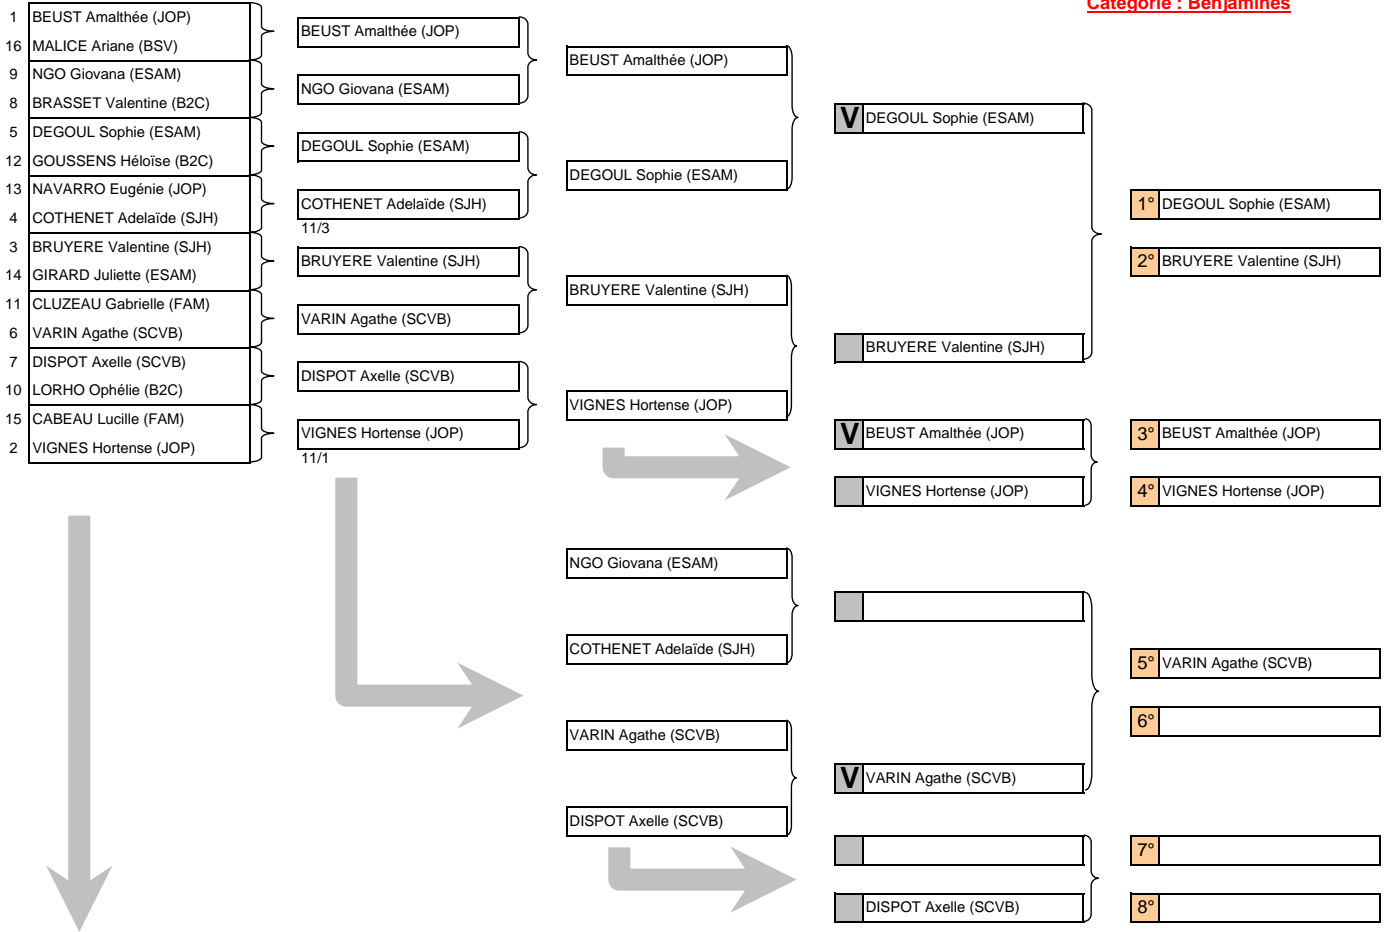 Catégorie : Benjamines
1 BEUST Amalthée (JOP)
16 MALICE Ariane (BSV)
9 NGO Giovana (ESAM)
8 BRASSET Valentine (B2C)
5 DEGOUL Sophie (ESAM)
12 GOUSSENS Héloïse (B2C)
13 NAVARRO Eugénie (JOP)
4 COTHENET Adelaïde (SJH)
3 BRUYERE Valentine (SJH)
14 GIRARD Juliette (ESAM)
11 CLUZEAU Gabrielle (FAM)
6 VARIN Agathe (SCVB)
7 DISPOT Axelle (SCVB)
10 LORHO Ophélie (B2C)
15 CABEAU Lucille (FAM)
2 VIGNES Hortense (JOP)
BEUST Amalthée (JOP)
NGO Giovana (ESAM)
DEGOUL Sophie (ESAM)
COTHENET Adelaïde (SJH)
11/3
BRUYERE Valentine (SJH)
VARIN Agathe (SCVB)
DISPOT Axelle (SCVB)
VIGNES Hortense (JOP)
11/1
BEUST Amalthée (JOP)
DEGOUL Sophie (ESAM)
BRUYERE Valentine (SJH)
VIGNES Hortense (JOP)
NGO Giovana (ESAM)
COTHENET Adelaïde (SJH)
VARIN Agathe (SCVB)
DISPOT Axelle (SCVB)
V DEGOUL Sophie (ESAM)
BRUYERE Valentine (SJH)
V BEUST Amalthée (JOP)
VIGNES Hortense (JOP)
V VARIN Agathe (SCVB)
DISPOT Axelle (SCVB)
1° DEGOUL Sophie (ESAM)
2° BRUYERE Valentine (SJH)
3° BEUST Amalthée (JOP)
4° VIGNES Hortense (JOP)
5° VARIN Agathe (SCVB)
6°
7°
8°